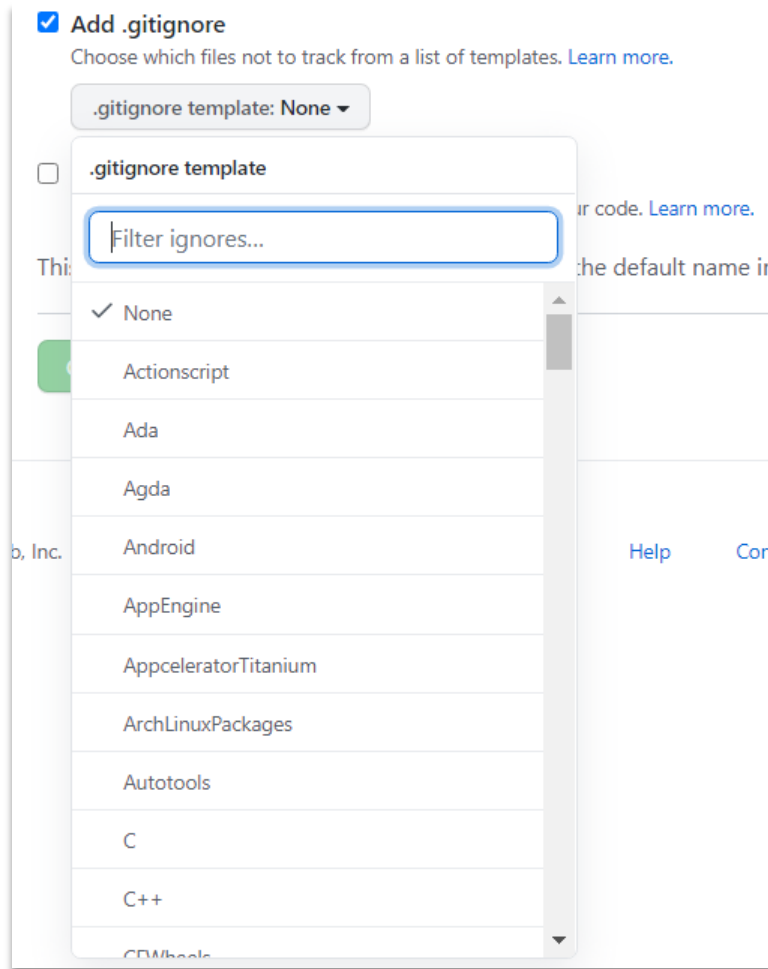 Add .gitignore
Choose which files not to track from a list of templates. Learn more.
.gitignore template: None
.gitignore template
ur code. Learn more.
Filter ignores...
This the default name in
None
Actionscript
Ada
Agda
Android
b, Inc. Help
AppEngine
AppceleratorTitanium
ArchLinuxPackages
Autotools
C
C++
CFWheels